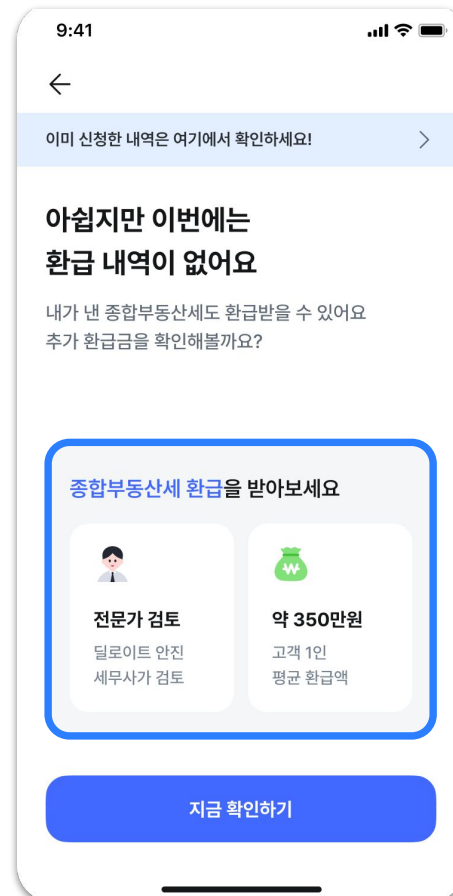 9:41
이미 신청한 내역은 여기에서 확인하세요!
아쉽지만 이번에는
환급 내역이 없어요
내가 낸 종합부동산세도 환급받을 수 있어요
추가 환급금을 확인해볼까요?
종합부동산세 환급을 받아보세요
전문가 검토
딜로이트 안진
세무사가 검토
₩
약 350만원
고객 1인
평균 환급액
지금 확인하기